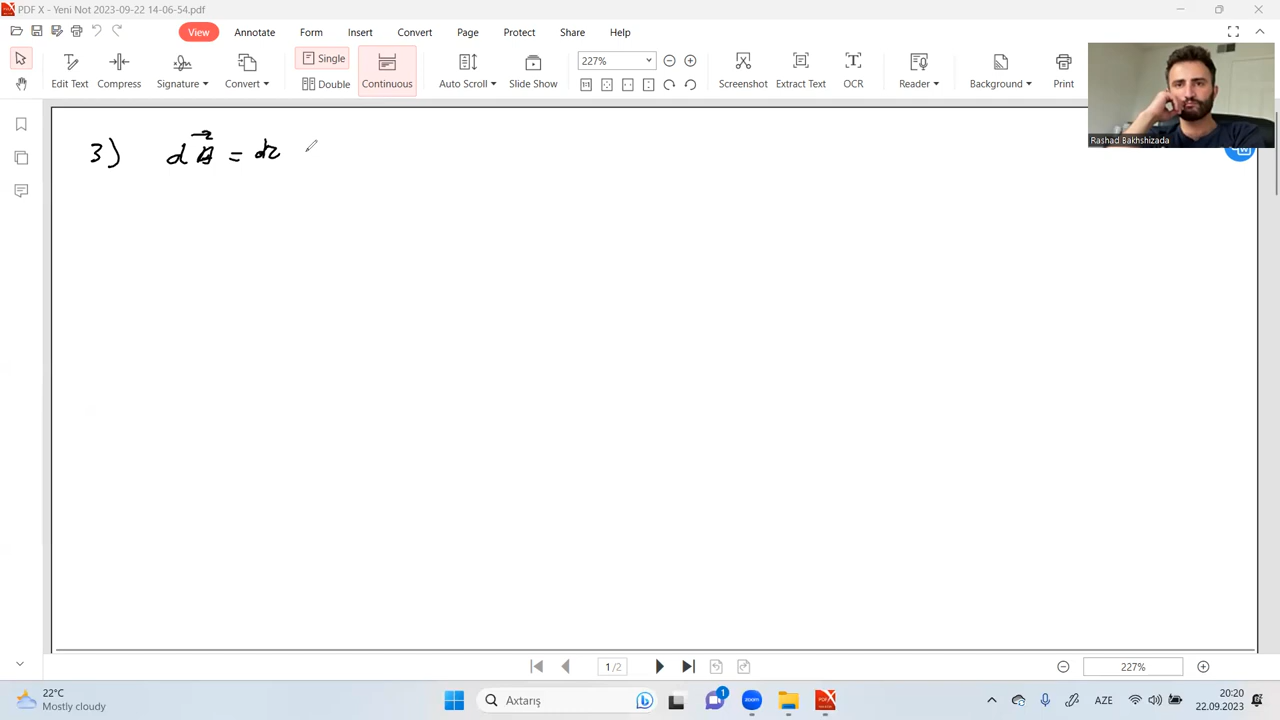 PDF X - Yeni Not 2023-09-22 14-06-54.pdf
View Annotate Form Insert Convert Page Protect Share Help
Edit Text Compress Signature Convert Single Double Continuous Auto Scroll Slide Show 227% Screenshot Extract Text OCR Reader Background Print
Rashad Bakhshizada
3) d = dr
1 /2 227%
22°C
Mostly cloudy
Axtarış
1
AZE
20:20
22.09.2023